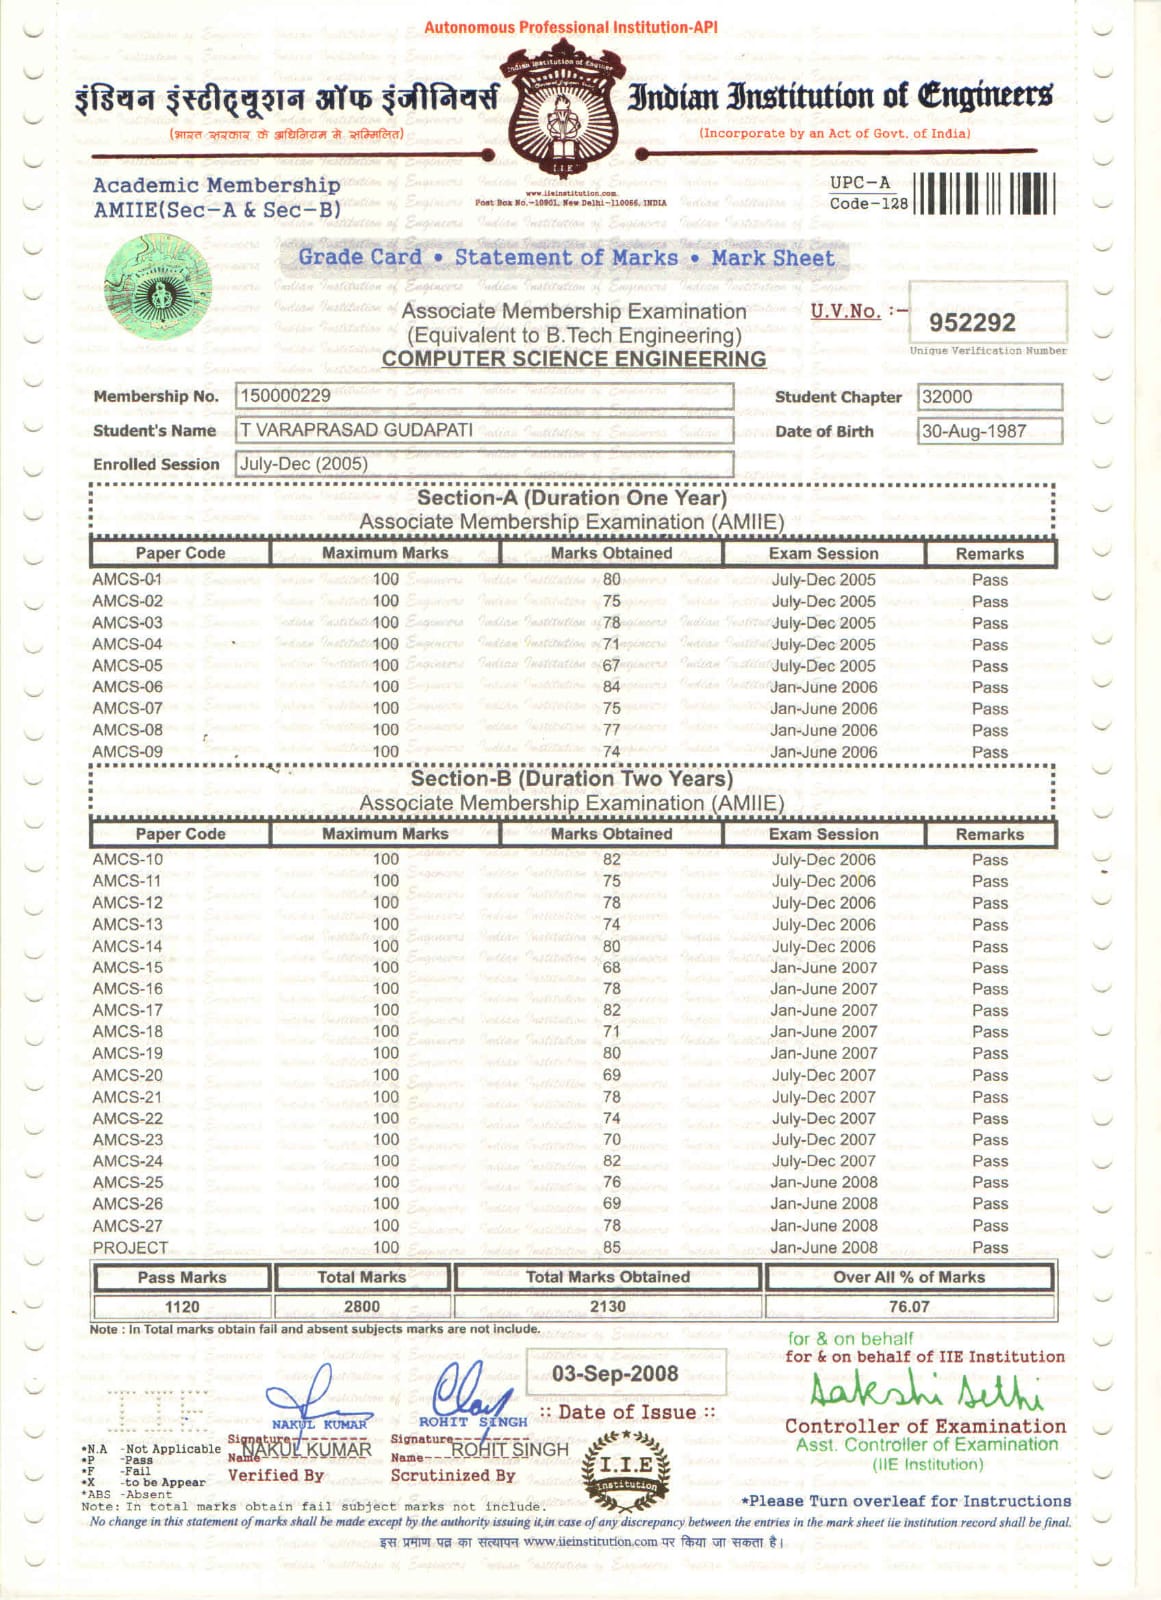 Autonomous Professional Institution-API
इंडियन इंस्टीट्यूशन ऑफ इंजीनियर्स
Indian Institution of Engineers
Indian Institution of Engineer
(भारत सरकार के अधिनियम मे सम्मिलित)
(Incorporate by an Act of Govt. of India)
I I E
Academic Membership
AMIIE(Sec-A & Sec-B)
www.iieinstitution.com.
Post Box No.-10901, New Delhi-110066, INDIA
UPC-A
Code-128
Grade Card • Statement of Marks • Mark Sheet
Associate Membership Examination
(Equivalent to B.Tech Engineering)
COMPUTER SCIENCE ENGINEERING
U.V.No. :- 952292
Unique Verification Number
Membership No. 150000229 Student Chapter 32000
Student's Name T VARAPRASAD GUDAPATI Date of Birth 30-Aug-1987
Enrolled Session July-Dec (2005)
Section-A (Duration One Year)
Associate Membership Examination (AMIIE)
Paper Code Maximum Marks Marks Obtained Exam Session Remarks
AMCS-01 100 80 July-Dec 2005 Pass
AMCS-02 100 75 July-Dec 2005 Pass
AMCS-03 100 78 July-Dec 2005 Pass
AMCS-04 100 71 July-Dec 2005 Pass
AMCS-05 100 67 July-Dec 2005 Pass
AMCS-06 100 84 Jan-June 2006 Pass
AMCS-07 100 75 Jan-June 2006 Pass
AMCS-08 100 77 Jan-June 2006 Pass
AMCS-09 100 74 Jan-June 2006 Pass
Section-B (Duration Two Years)
Associate Membership Examination (AMIIE)
Paper Code Maximum Marks Marks Obtained Exam Session Remarks
AMCS-10 100 82 July-Dec 2006 Pass
AMCS-11 100 75 July-Dec 2006 Pass
AMCS-12 100 78 July-Dec 2006 Pass
AMCS-13 100 74 July-Dec 2006 Pass
AMCS-14 100 80 July-Dec 2006 Pass
AMCS-15 100 68 Jan-June 2007 Pass
AMCS-16 100 78 Jan-June 2007 Pass
AMCS-17 100 82 Jan-June 2007 Pass
AMCS-18 100 71 Jan-June 2007 Pass
AMCS-19 100 80 Jan-June 2007 Pass
AMCS-20 100 69 July-Dec 2007 Pass
AMCS-21 100 78 July-Dec 2007 Pass
AMCS-22 100 74 July-Dec 2007 Pass
AMCS-23 100 70 July-Dec 2007 Pass
AMCS-24 100 82 July-Dec 2007 Pass
AMCS-25 100 76 Jan-June 2008 Pass
AMCS-26 100 69 Jan-June 2008 Pass
AMCS-27 100 78 Jan-June 2008 Pass
PROJECT 100 85 Jan-June 2008 Pass
Pass Marks Total Marks Total Marks Obtained Over All % of Marks
1120 2800 2130 76.07
Note : In Total marks obtain fail and absent subjects marks are not include.
for & on behalf
for & on behalf of IIE Institution
03-Sep-2008
:: Date of Issue ::
Sakshi Sethi
Controller of Examination
Asst. Controller of Examination
(IIE Institution)
IIE
NAKUL KUMAR
Signature--------
Name NAKUL KUMAR
Verified By
ROHIT SINGH
Signature--------
Name----ROHIT SINGH
Scrutinized By
I.I.E
Institution
*N.A -Not Applicable
*P -Pass
*F -Fail
*X -to be Appear
*ABS -Absent
Note: In total marks obtain fail subject marks not include.
*Please Turn overleaf for Instructions
No change in this statement of marks shall be made except by the authority issuing it,in case of any discrepancy between the entries in the mark sheet iie institution record shall be final.
इस प्रमाण पत्र का सत्यापन www.iieinstitution.com पर किया जा सकता है।